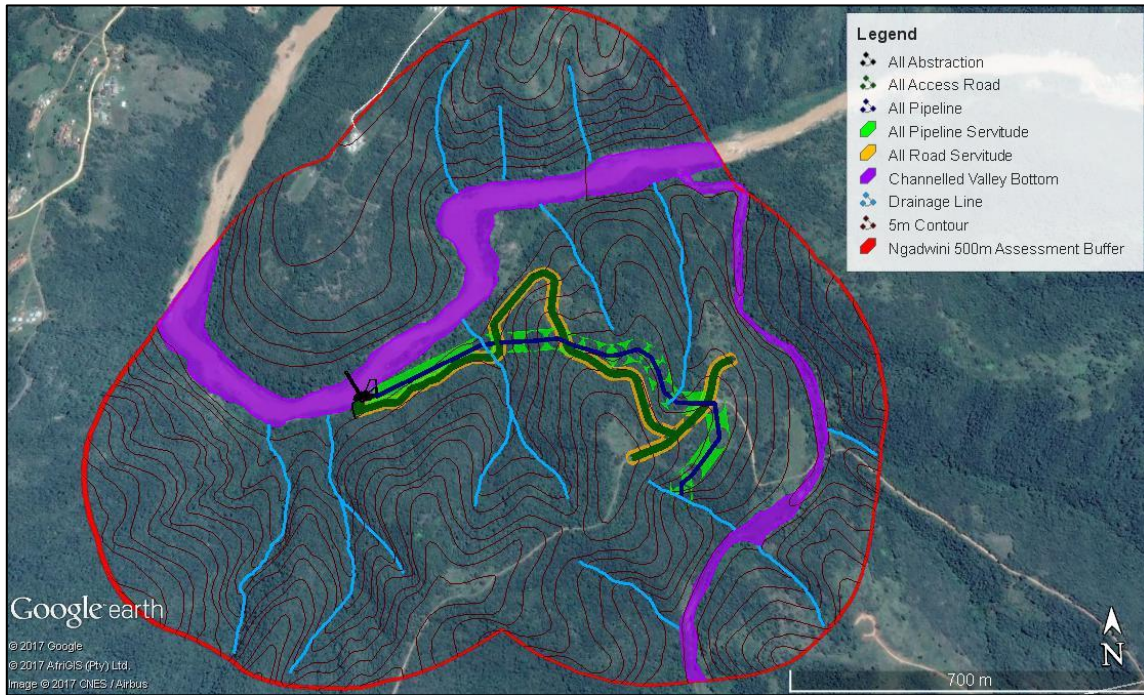 Legend
All Abstraction
All Access Road
All Pipeline
All Pipeline Servitude
All Road Servitude
Channelled Valley Bottom
Drainage Line
5m Contour
Ngadwini 500m Assessment Buffer
Google earth
© 2017 Google
© 2017 AfriGIS (Pty) Ltd.
Image © 2017 CNES / Airbus
N
700 m